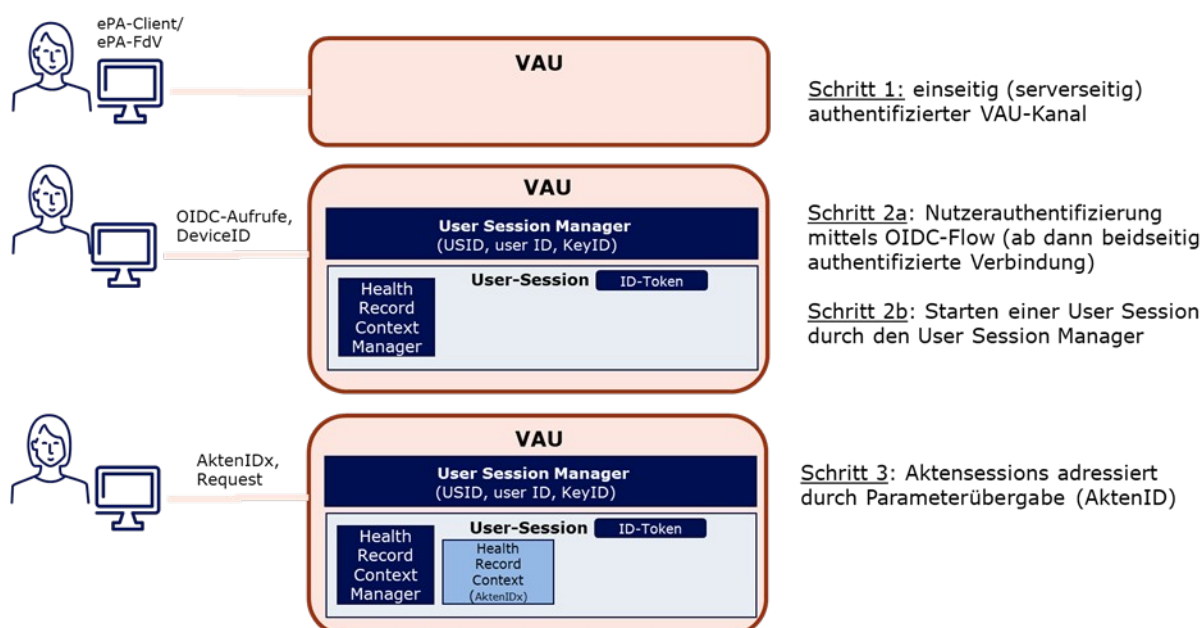 ePA-Client/
ePA-FdV
VAU
Schritt 1: einseitig (serverseitig)
authentifizierter VAU-Kanal
VAU
OIDC-Aufrufe,
DeviceID
User Session Manager
(USID, user ID, KeyID)
User-Session
ID-Token
Health
Record
Context
Manager
Schritt 2a: Nutzerauthentifizierung
mittels OIDC-Flow (ab dann beidseitig
authentifizierte Verbindung)
Schritt 2b: Starten einer User Session
durch den User Session Manager
VAU
AktenIDx,
Request
User Session Manager
(USID, user ID, KeyID)
User-Session
ID-Token
Health
Record
Context
Manager
Health
Record
Context
(AktenIDx)
Schritt 3: Aktensessions adressiert
durch Parameterübergabe (AktenID)